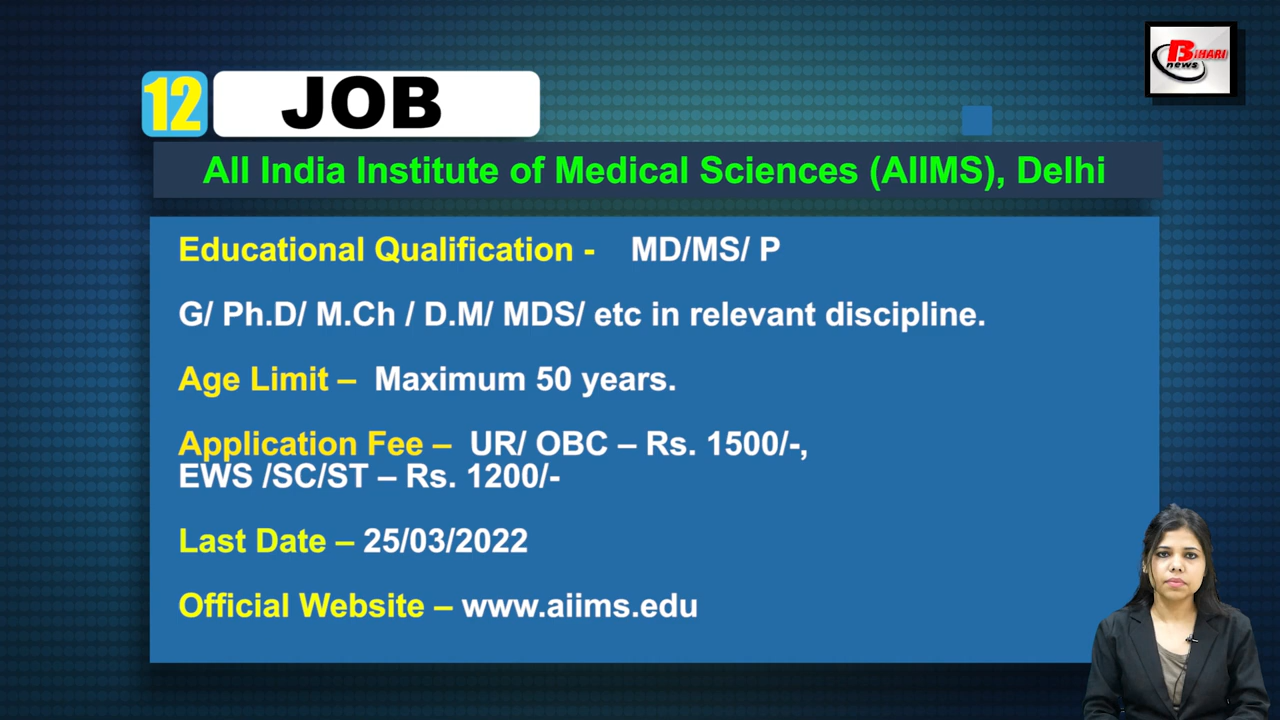 BIHARI
news
12 JOB
All India Institute of Medical Sciences (AIIMS), Delhi
Educational Qualification - MD/MS/ P
G/ Ph.D/ M.Ch / D.M/ MDS/ etc in relevant discipline.
Age Limit – Maximum 50 years.
Application Fee – UR/ OBC – Rs. 1500/-,
EWS /SC/ST – Rs. 1200/-
Last Date – 25/03/2022
Official Website – www.aiims.edu